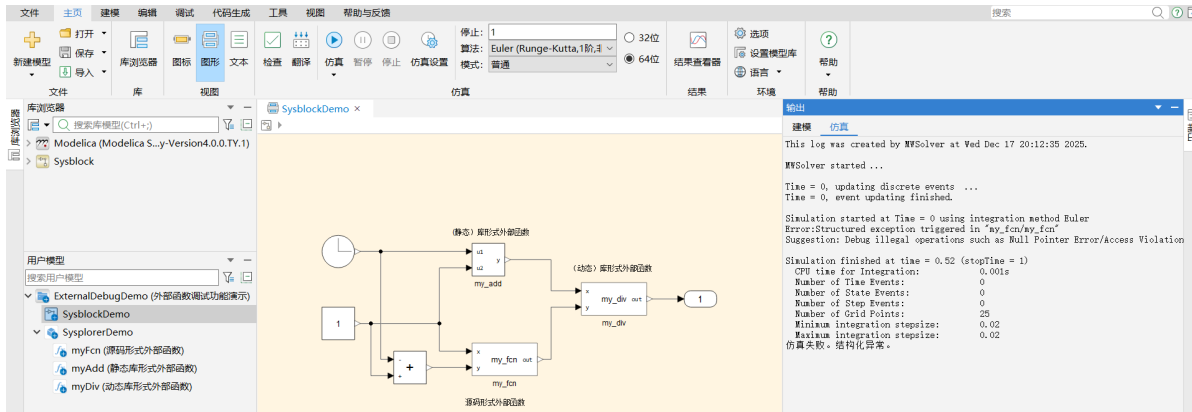 文件 主页 建模 编辑 调试 代码生成 工具 视图 帮助与反馈 搜索
新建模型 打开 保存 导入
文件
库浏览器
库
图标 图形 文本
视图
检查 翻译 仿真 暂停 停止 仿真设置
停止: 1
算法: Euler (Runge-Kutta,1阶,非
模式: 普通
32位
64位
仿真
结果查看器
结果
选项
设置模型库
语言
环境
帮助
帮助
库浏览器
库浏览器
搜索库模型(Ctrl+;)
Modelica (Modelica S...y-Version4.0.0.TY.1)
Sysblock
用户模型
搜索用户模型
ExternalDebugDemo (外部函数调试功能演示)
SysblockDemo
SysplorerDemo
myFcn (源码形式外部函数)
myAdd (静态库形式外部函数)
myDiv (动态库形式外部函数)
SysblockDemo ×
(静态)库形式外部函数
u1
u2
y
my_add
(动态)库形式外部函数
x
y
my_div out
my_div
1
1
-
+
+
x
y
my_fcn out
my_fcn
源码形式外部函数
输出
建模 仿真
This log was created by MWSolver at Wed Dec 17 20:12:35 2025.
MWSolver started ...
Time = 0, updating discrete events ...
Time = 0, event updating finished.
Simulation started at Time = 0 using integration method Euler
Error:Structured exception triggered in "my_fcn/my_fcn"
Suggestion: Debug illegal operations such as Null Pointer Error/Access Violation
Simulation finished at time = 0.52 (stopTime = 1)
CPU time for Integration: 0.001s
Number of Time Events: 0
Number of State Events: 0
Number of Step Events: 0
Number of Grid Points: 25
Minimum integration stepsize: 0.02
Maximum integration stepsize: 0.02
仿真失败。结构化异常。